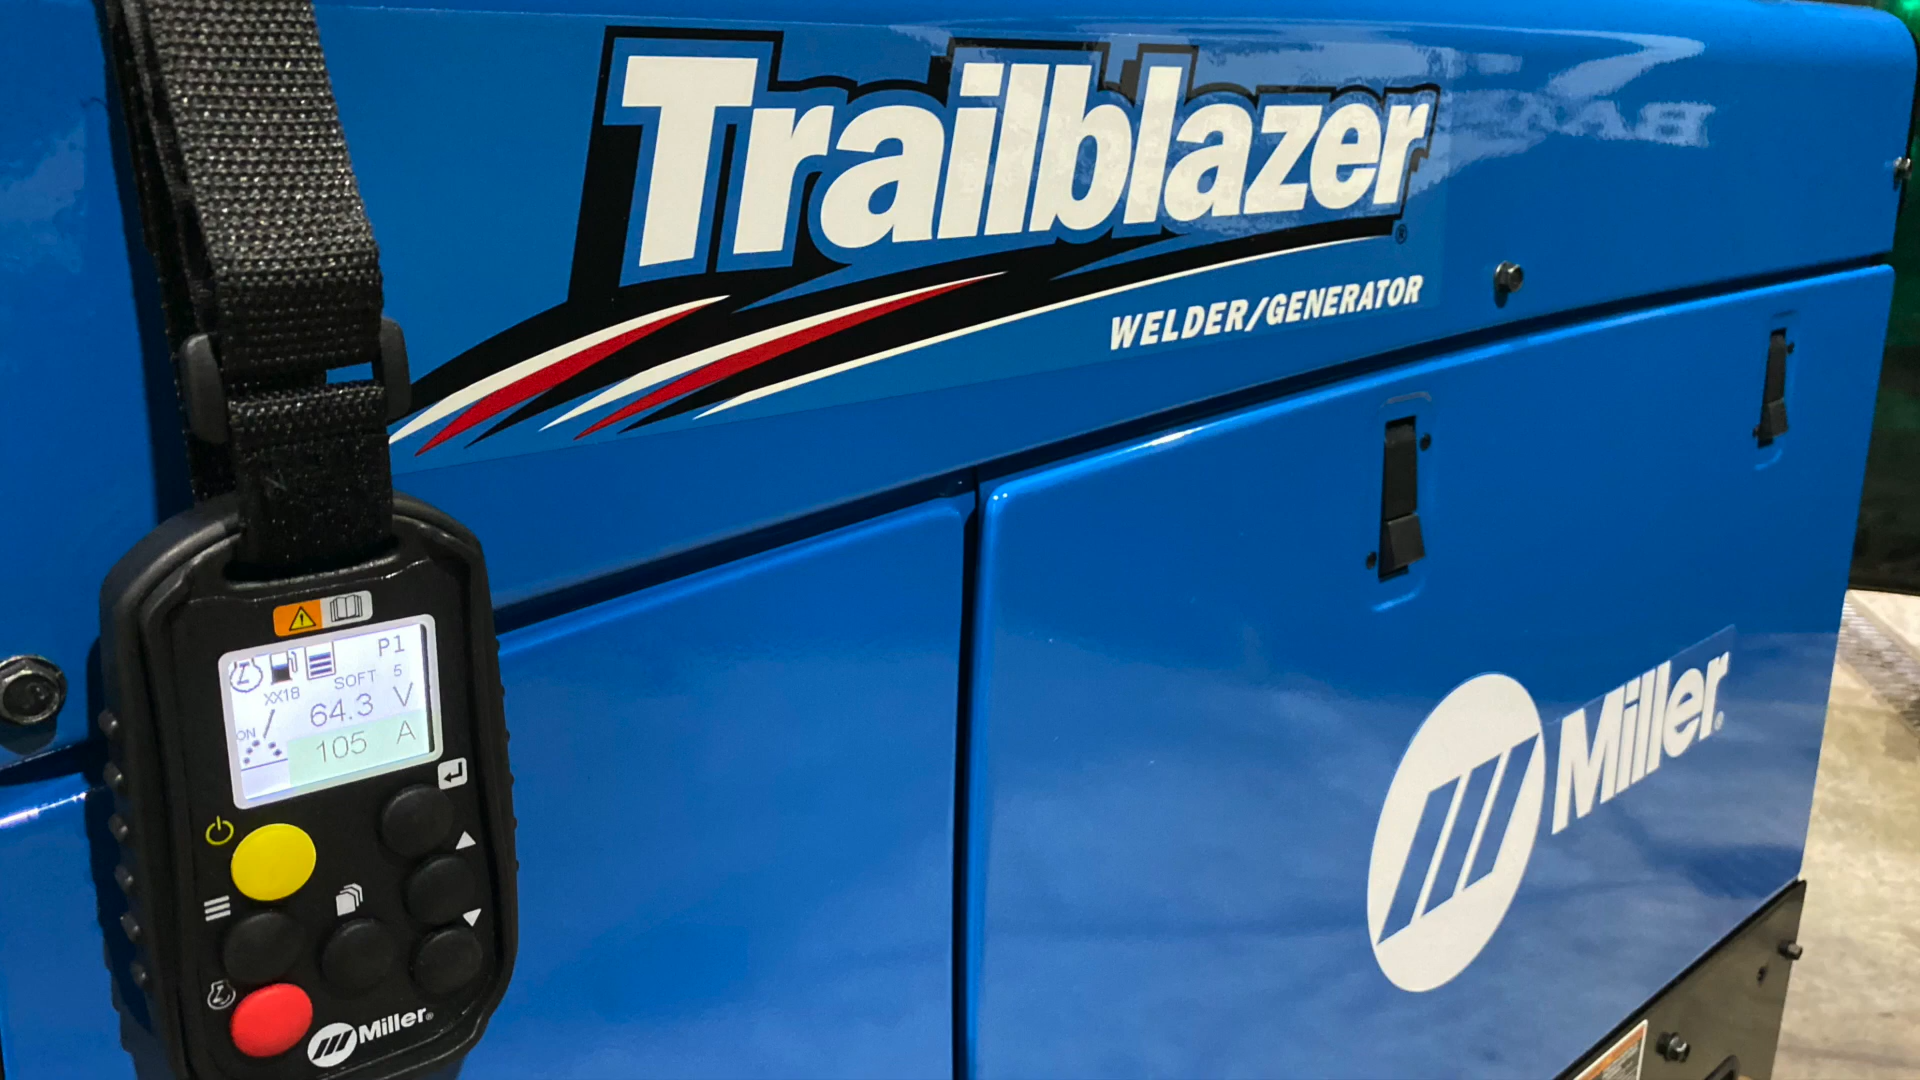 Trailblazer®
WELDER/GENERATOR
P1
XX18 SOFT 5
64.3 V
ON
105 A
Miller®
Miller®